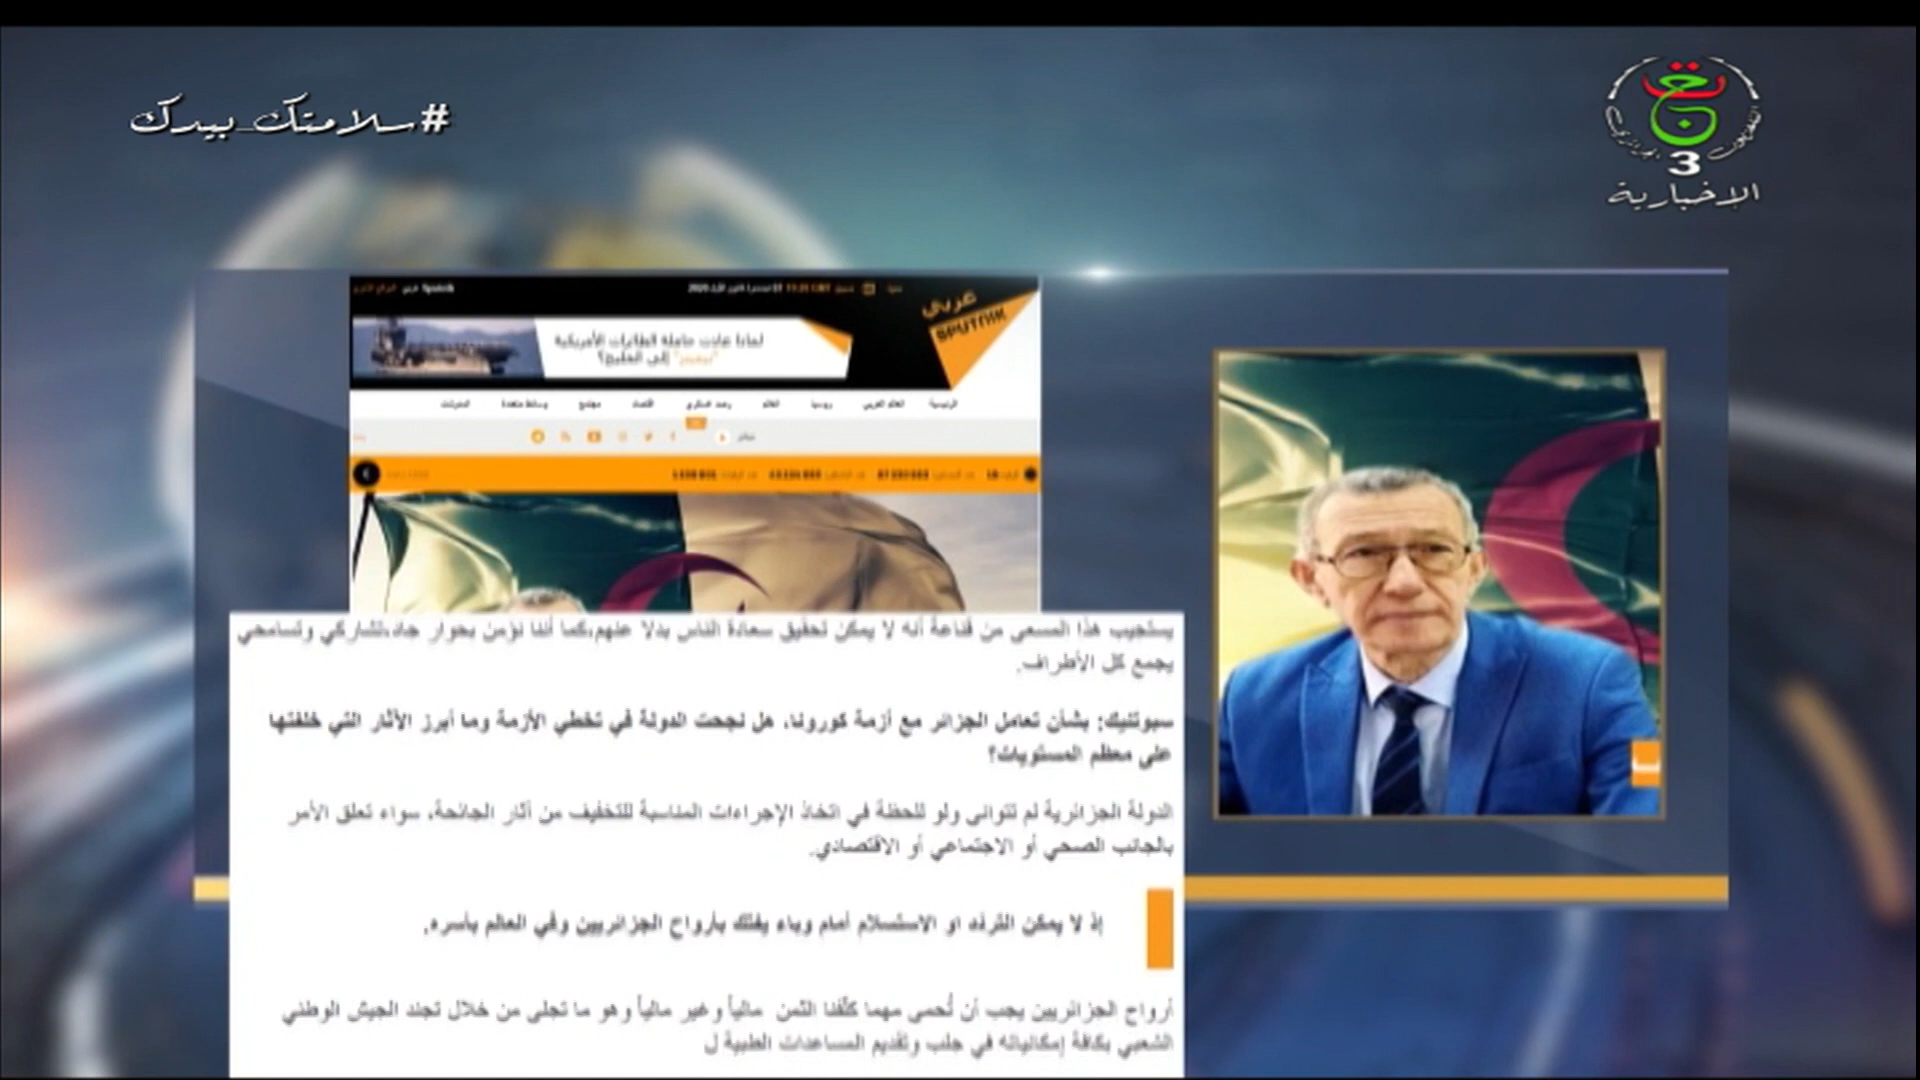 #سلامتك_بيدك
3
الإخبارية
عربي
SPUTNIK
لماذا عادت حاملة الطائرات الأمريكية
"نيميتز" إلى الخليج؟
يستجيب هذا المسعى من قناعة أنه لا يمكن تحقيق سعادة الناس بدلا عنهم،كما أننا نؤمن بحوار جاد،تشاركي وتسامحي
يجمع كل الأطراف.
سبوتنيك: بشأن تعامل الجزائر مع أزمة كورونا، هل نجحت الدولة في تخطي الأزمة وما أبرز الآثار التي خلفتها
على معظم المستويات؟
الدولة الجزائرية لم تتوانى ولو للحظة في اتخاذ الإجراءات المناسبة للتخفيف من آثار الجائحة، سواء تعلق الأمر
بالجانب الصحي أو الاجتماعي أو الاقتصادي.
إذ لا يمكن التردد او الاستسلام أمام وباء يفتك بأرواح الجزائريين وفي العالم بأسره.
أرواح الجزائريين يجب أن تُحمى مهما كلّفنا الثمن مالياً وغير مالياً وهو ما تجلى من خلال تجند الجيش الوطني
الشعبي بكافة إمكانياته في جلب وتقديم المساعدات الطبية ل